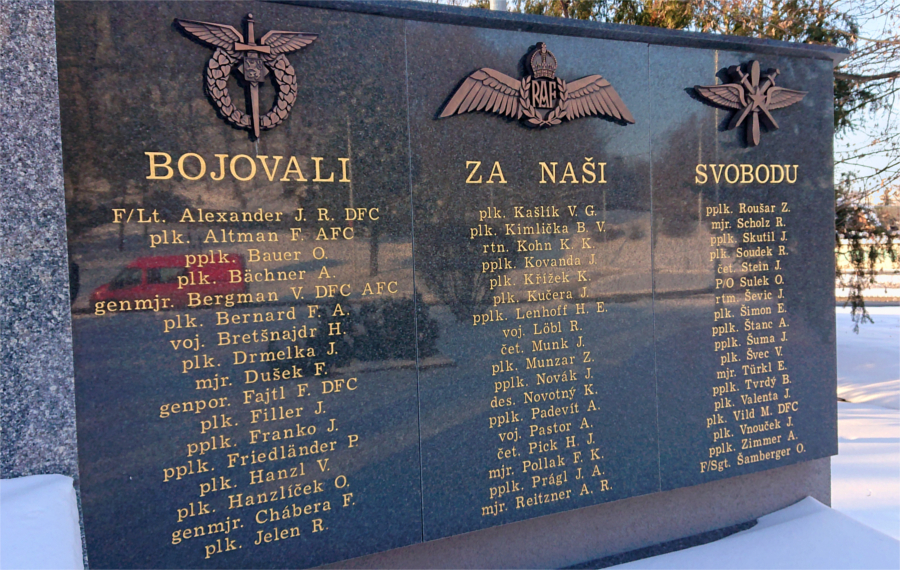 RAF
BOJOVALI ZA NAŠI SVOBODU
F/Lt. Alexander J. R. DFC
plk. Altman F. AFC
pplk. Bauer O.
plk. Bächner A.
genmjr. Bergman V. DFC AFC
plk. Bernard F. A.
voj. Bretšnajdr H.
plk. Drmelka J.
mjr. Dušek F.
genpor. Fajtl F. DFC
plk. Filler J.
pplk. Franko J.
pplk. Friedländer P.
plk. Hanzl V.
plk. Hanzlíček O.
genmjr. Chábera F.
plk. Jelen R.
plk. Kašlík V. G.
plk. Kimlička B. V.
rtn. Kohn K. K.
pplk. Kovanda J.
plk. Křížek K.
plk. Kučera J.
pplk. Lenhoff H. E.
voj. Löbl R.
čet. Munk J.
plk. Munzar Z.
pplk. Novák J.
des. Novotný K.
pplk. Padevít A.
voj. Pastor A.
čet. Pick H. J.
mjr. Pollak F. K.
pplk. Prágl J. A.
mjr. Reitzner A. R.
pplk. Roušar Z.
mjr. Scholz R.
pplk. Skutil J.
plk. Soudek R.
čet. Stein J.
P/O Sulek O.
rtm. Ševic J.
plk. Šimon E.
pplk. Štanc A.
pplk. Šuma J.
plk. Švec V.
mjr. Türkl E.
pplk. Tvrdý B.
plk. Valenta J.
plk. Vild M. DFC
plk. Vnouček J.
pplk. Zimmer A.
F/Sgt. Šamberger O.